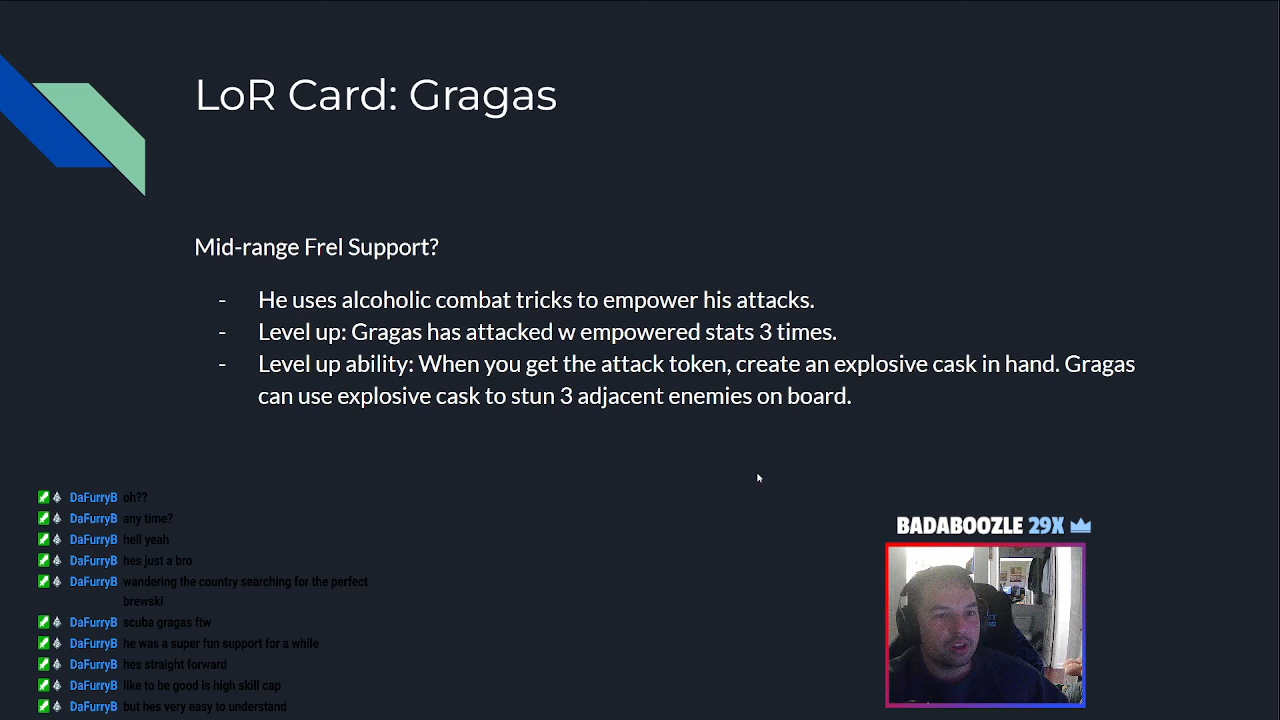 LoR Card: Gragas
Mid-range Frel Support?
- He uses alcoholic combat tricks to empower his attacks.
- Level up: Gragas has attacked w empowered stats 3 times.
- Level up ability: When you get the attack token, create an explosive cask in hand. Gragas
can use explosive cask to stun 3 adjacent enemies on board.
DaFurryB oh??
DaFurryB any time?
DaFurryB hell yeah
DaFurryB hes just a bro
DaFurryB wandering the country searching for the perfect
brewski
DaFurryB scuba gragas ftw
DaFurryB he was a super fun support for a while
DaFurryB hes straight forward
DaFurryB like to be good is high skill cap
DaFurryB but hes very easy to understand
BADABOOZLE 29X